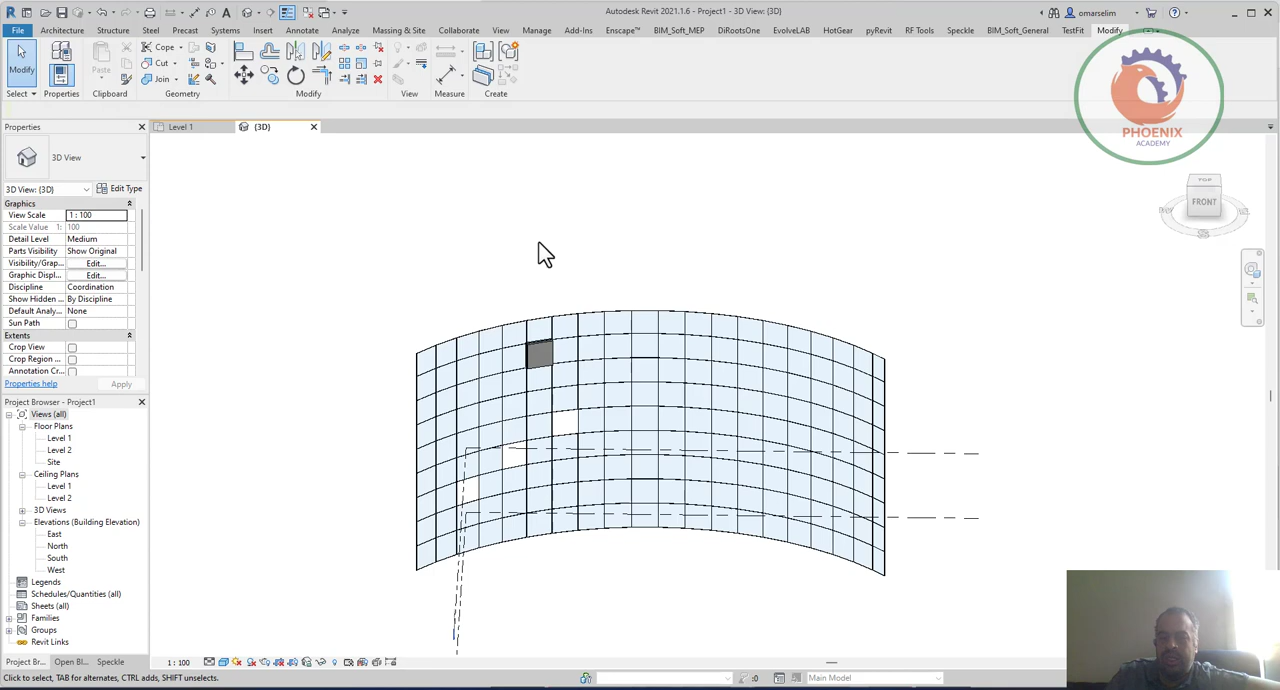 Autodesk Revit 2021.1.6 - Project1 - 3D View: {3D}
omarselim
File Architecture Structure Steel Precast Systems Insert Annotate Analyze Massing & Site Collaborate View Manage Add-Ins Enscape™ BIM_Soft_MEP DiRootsOne EvolveLAB HotGear pyRevit RF Tools Speckle BIM_Soft_General TestFit Modify
Modify Paste Cope Cut Join
Select Properties Clipboard Geometry Modify View Measure Create
Properties
Level 1
{3D}
3D View
3D View: {3D} Edit Type
Graphics
View Scale 1 : 100
Scale Value 1: 100
Detail Level Medium
Parts Visibility Show Original
Visibility/Grap... Edit...
Graphic Displ... Edit...
Discipline Coordination
Show Hidden ... By Discipline
Default Analy... None
Sun Path
Extents
Crop View
Crop Region ...
Annotation Cr...
Properties help Apply
Project Browser - Project1
Views (all)
Floor Plans
Level 1
Level 2
Site
Ceiling Plans
Level 1
Level 2
3D Views
Elevations (Building Elevation)
East
North
South
West
Legends
Schedules/Quantities (all)
Sheets (all)
Families
Groups
Revit Links
Project Br... Open Bl... Speckle
1 : 100
Click to select, TAB for alternates, CTRL adds, SHIFT unselects.
:0 Main Model
FRONT
PHOENIX
ACADEMY